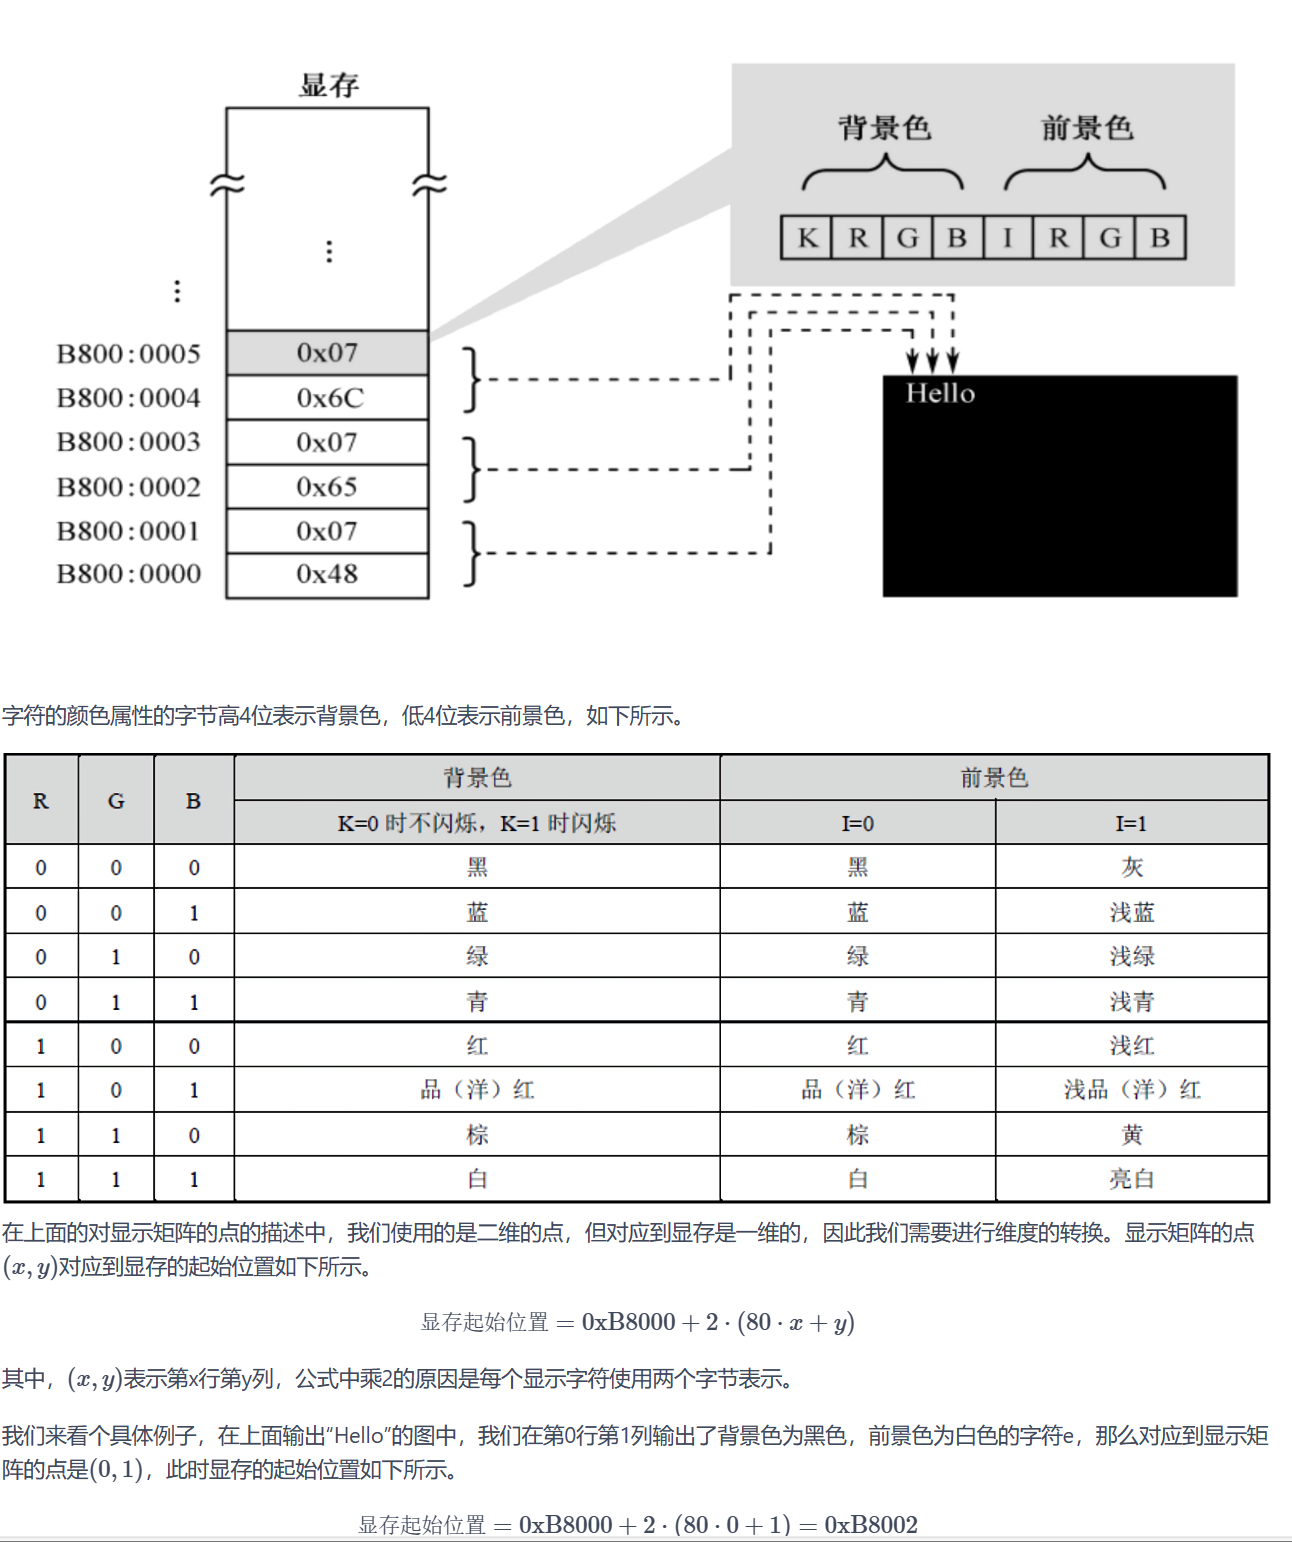 显存
背景色 前景色
K R G B I R G B
⋮
⋮
B800:0005 0x07
B800:0004 0x6C
B800:0003 0x07
B800:0002 0x65
B800:0001 0x07
B800:0000 0x48
Hello
字符的颜色属性的字节高4位表示背景色，低4位表示前景色，如下所示。
R G B 背景色 前景色
K=0 时不闪烁，K=1 时闪烁 I=0 I=1
0 0 0 黑 黑 灰
0 0 1 蓝 蓝 浅蓝
0 1 0 绿 绿 浅绿
0 1 1 青 青 浅青
1 0 0 红 红 浅红
1 0 1 品（洋）红 品（洋）红 浅品（洋）红
1 1 0 棕 棕 黄
1 1 1 白 白 亮白
在上面的对显示矩阵的点的描述中，我们使用的是二维的点，但对应到显存是一维的，因此我们需要进行维度的转换。显示矩阵的点
(x, y)对应到显存的起始位置如下所示。
显存起始位置 = 0xB8000 + 2 · (80 · x + y)
其中，(x, y)表示第x行第y列，公式中乘2的原因是每个显示字符使用两个字节表示。
我们来看个具体例子，在上面输出“Hello”的图中，我们在第0行第1列输出了背景色为黑色，前景色为白色的字符e，那么对应到显示矩
阵的点是(0, 1)，此时显存的起始位置如下所示。
显存起始位置 = 0xB8000 + 2 · (80 · 0 + 1) = 0xB8002